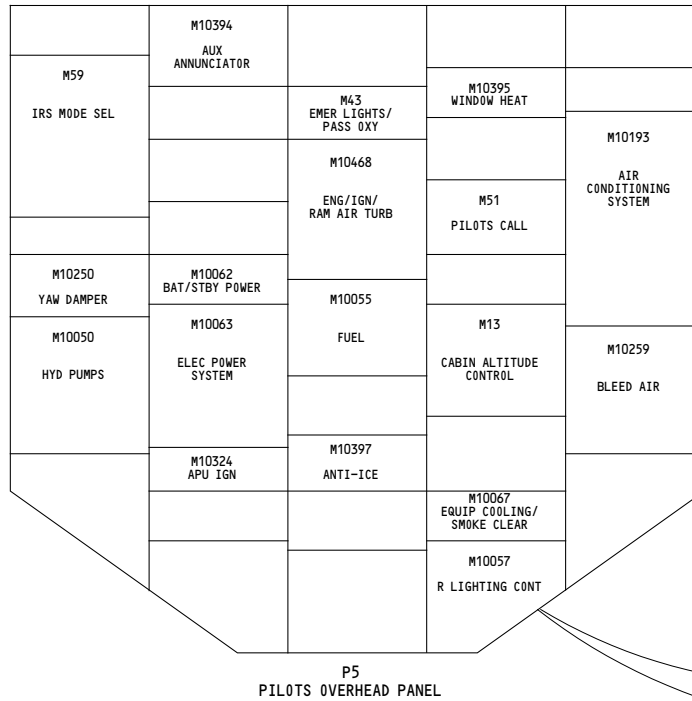 M59
IRS MODE SEL
M10250
YAW DAMPER
M10050
HYD PUMPS
M10394
AUX
ANNUNCIATOR
M10062
BAT/STBY POWER
M10063
ELEC POWER
SYSTEM
M10324
APU IGN
M43
EMER LIGHTS/
PASS OXY
M10468
ENG/IGN/
RAM AIR TURB
M10055
FUEL
M10397
ANTI-ICE
M10395
WINDOW HEAT
M51
PILOTS CALL
M13
CABIN ALTITUDE
CONTROL
M10067
EQUIP COOLING/
SMOKE CLEAR
M10057
R LIGHTING CONT
M10193
AIR
CONDITIONING
SYSTEM
M10259
BLEED AIR
P5
PILOTS OVERHEAD PANEL